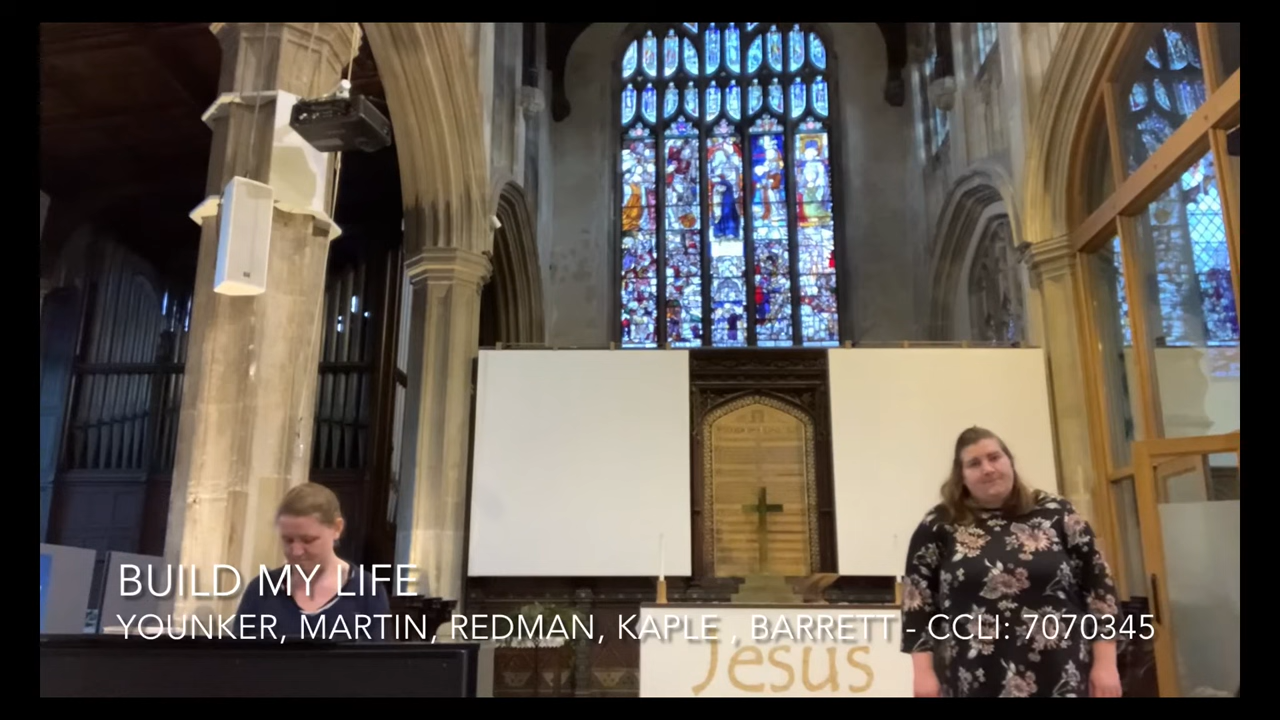 BUILD MY LIFE
YOUNKER, MARTIN, REDMAN, KAPLE , BARRETT - CCLI: 7070345
Jesus